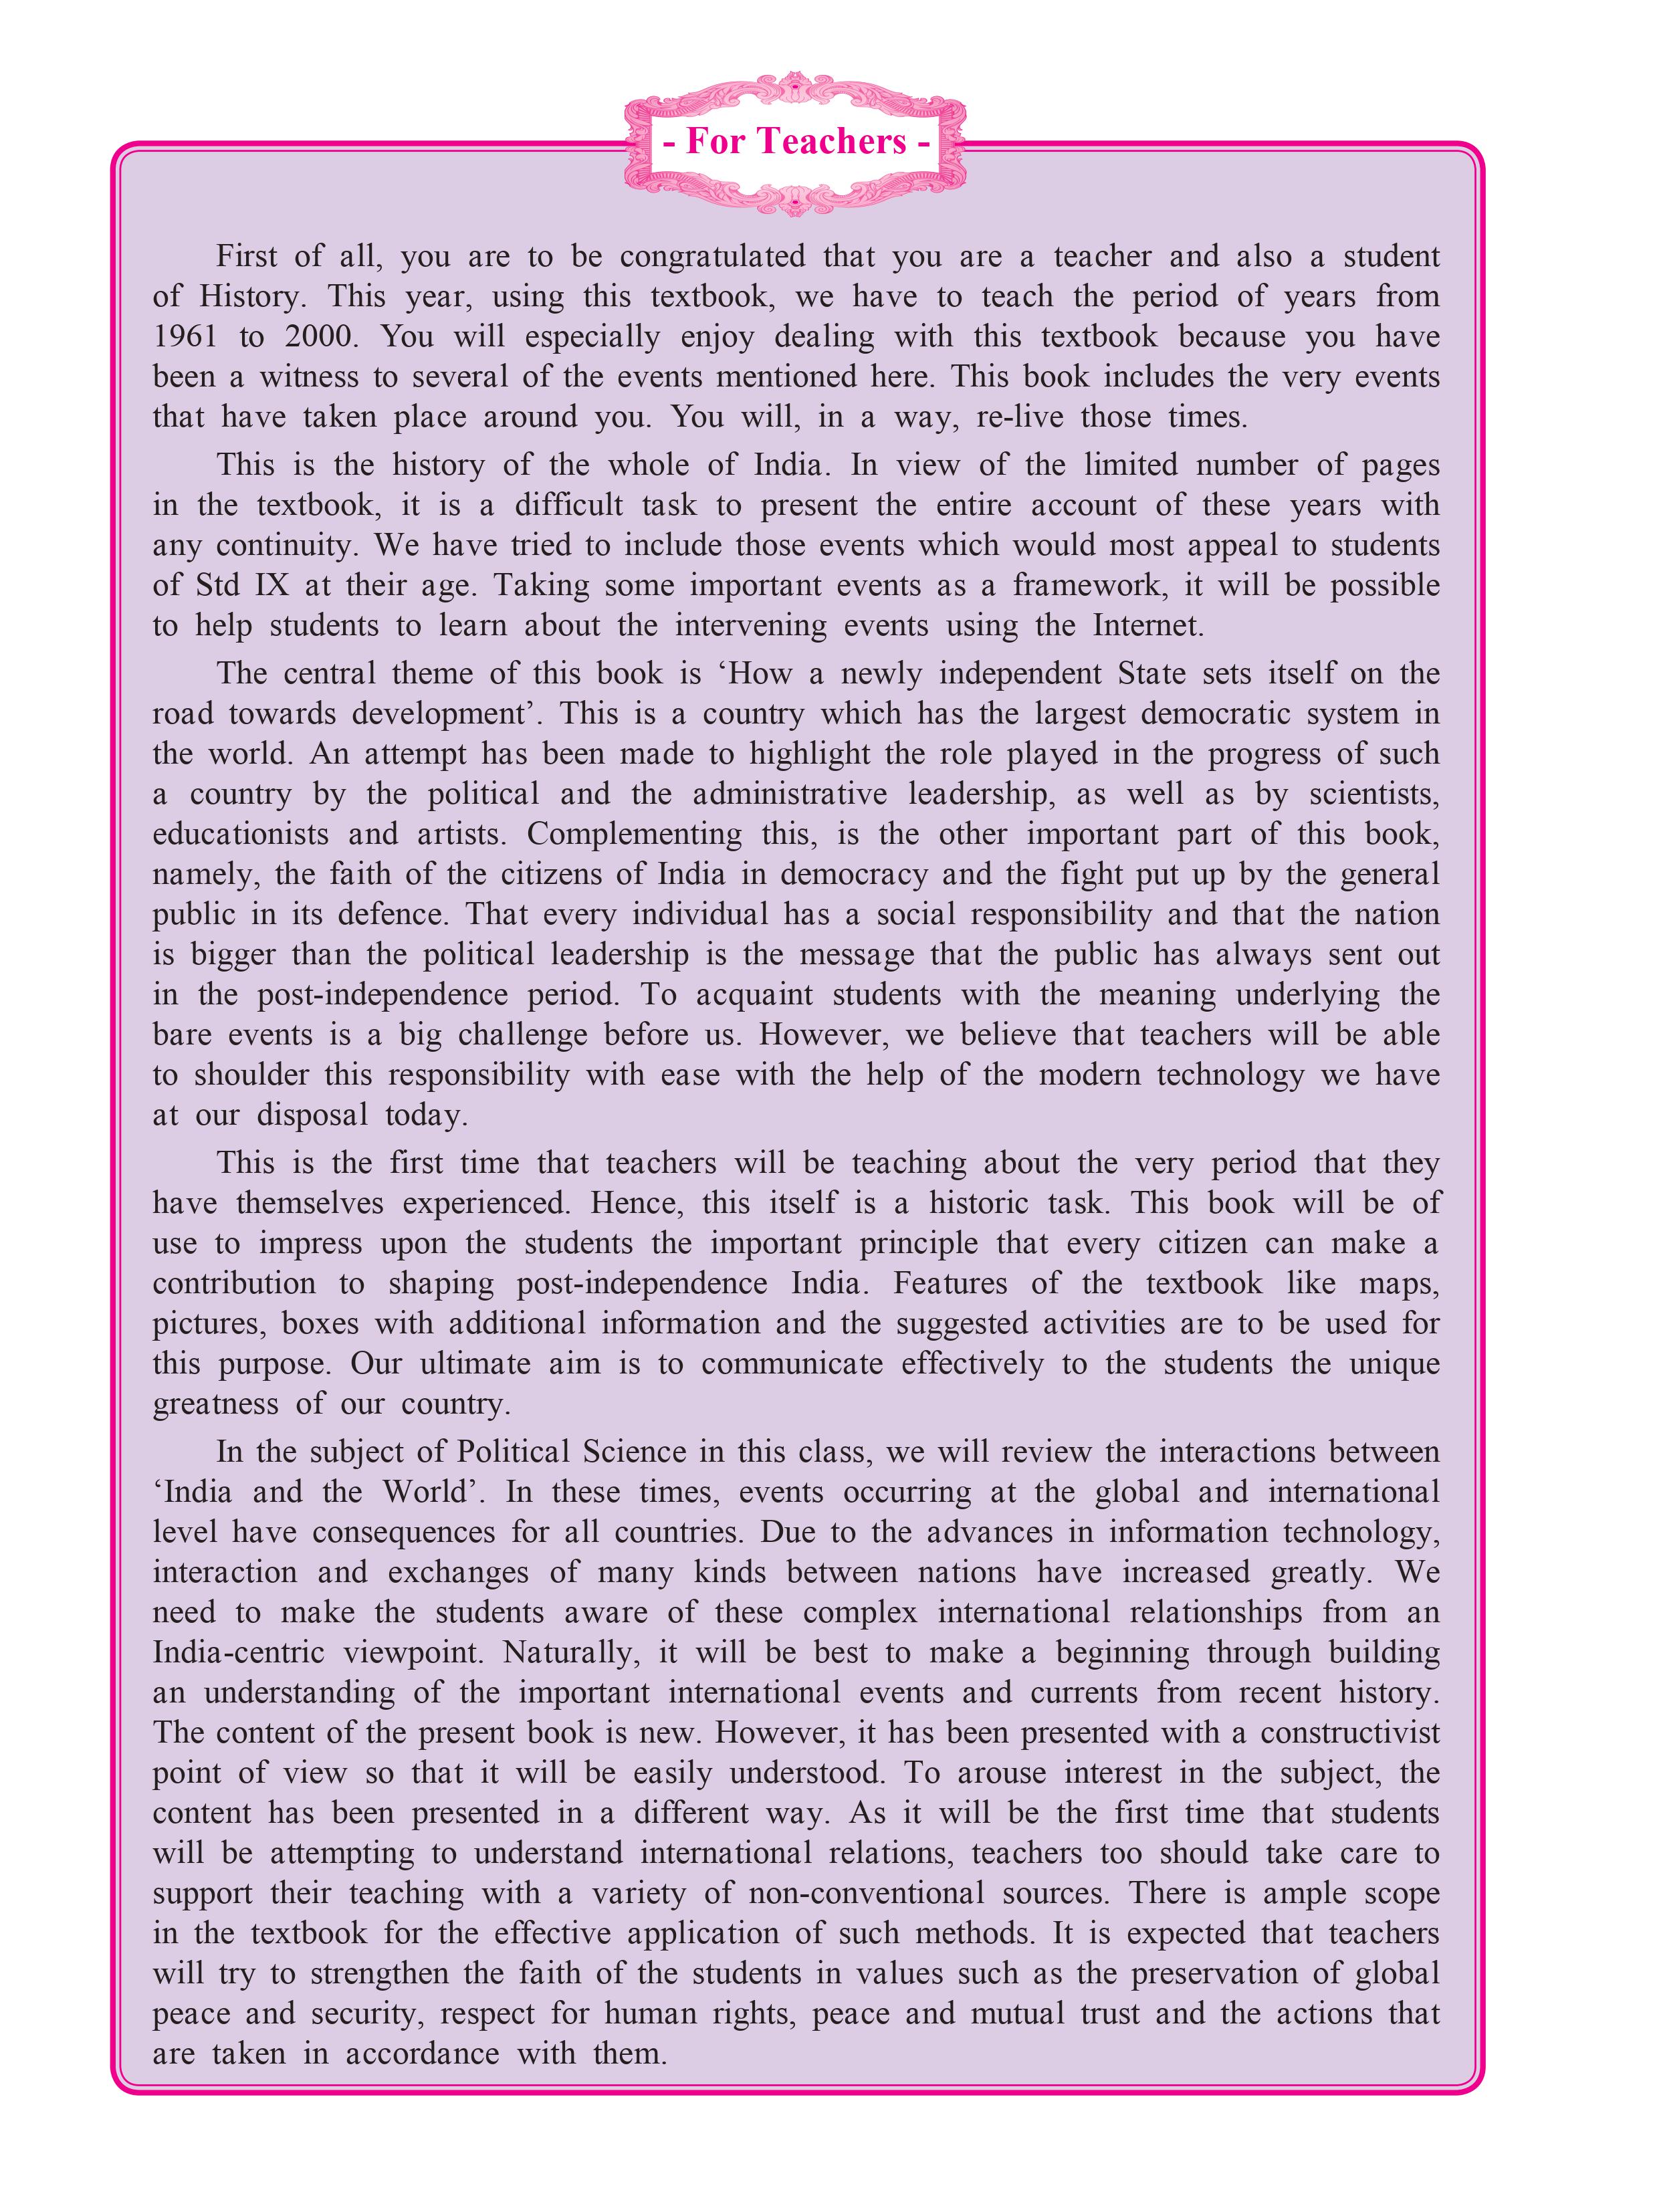 - For Teachers -
First of all, you are to be congratulated that you are a teacher and also a student
of History. This year, using this textbook, we have to teach the period of years from
1961 to 2000. You will especially enjoy dealing with this textbook because you have
been a witness to several of the events mentioned here. This book includes the very events
that have taken place around you. You will, in a way, re-live those times.
This is the history of the whole of India. In view of the limited number of pages
in the textbook, it is a difficult task to present the entire account of these years with
any continuity. We have tried to include those events which would most appeal to students
of Std IX at their age. Taking some important events as a framework, it will be possible
to help students to learn about the intervening events using the Internet.
The central theme of this book is ‘How a newly independent State sets itself on the
road towards development’. This is a country which has the largest democratic system in
the world. An attempt has been made to highlight the role played in the progress of such
a country by the political and the administrative leadership, as well as by scientists,
educationists and artists. Complementing this, is the other important part of this book,
namely, the faith of the citizens of India in democracy and the fight put up by the general
public in its defence. That every individual has a social responsibility and that the nation
is bigger than the political leadership is the message that the public has always sent out
in the post-independence period. To acquaint students with the meaning underlying the
bare events is a big challenge before us. However, we believe that teachers will be able
to shoulder this responsibility with ease with the help of the modern technology we have
at our disposal today.
This is the first time that teachers will be teaching about the very period that they
have themselves experienced. Hence, this itself is a historic task. This book will be of
use to impress upon the students the important principle that every citizen can make a
contribution to shaping post-independence India. Features of the textbook like maps,
pictures, boxes with additional information and the suggested activities are to be used for
this purpose. Our ultimate aim is to communicate effectively to the students the unique
greatness of our country.
In the subject of Political Science in this class, we will review the interactions between
‘India and the World’. In these times, events occurring at the global and international
level have consequences for all countries. Due to the advances in information technology,
interaction and exchanges of many kinds between nations have increased greatly. We
need to make the students aware of these complex international relationships from an
India-centric viewpoint. Naturally, it will be best to make a beginning through building
an understanding of the important international events and currents from recent history.
The content of the present book is new. However, it has been presented with a constructivist
point of view so that it will be easily understood. To arouse interest in the subject, the
content has been presented in a different way. As it will be the first time that students
will be attempting to understand international relations, teachers too should take care to
support their teaching with a variety of non-conventional sources. There is ample scope
in the textbook for the effective application of such methods. It is expected that teachers
will try to strengthen the faith of the students in values such as the preservation of global
peace and security, respect for human rights, peace and mutual trust and the actions that
are taken in accordance with them.